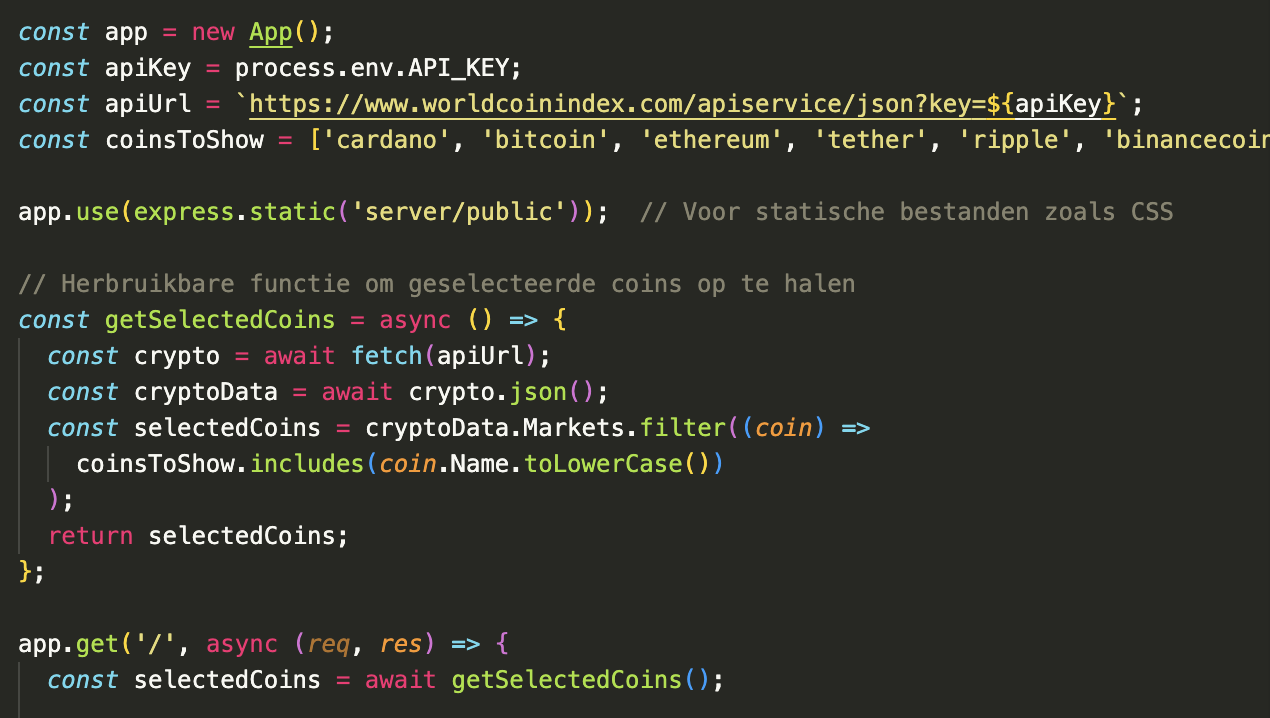 const app = new App();
const apiKey = process.env.API_KEY;
const apiUrl = `https://www.worldcoinindex.com/apiservice/json?key=${apiKey}`;
const coinsToShow = ['cardano', 'bitcoin', 'ethereum', 'tether', 'ripple', 'binancecoin
app.use(express.static('server/public'));  // Voor statische bestanden zoals CSS
// Herbruikbare functie om geselecteerde coins op te halen
const getSelectedCoins = async () => {
  const crypto = await fetch(apiUrl);
  const cryptoData = await crypto.json();
  const selectedCoins = cryptoData.Markets.filter((coin) =>
    coinsToShow.includes(coin.Name.toLowerCase())
  );
  return selectedCoins;
};
app.get('/', async (req, res) => {
  const selectedCoins = await getSelectedCoins();